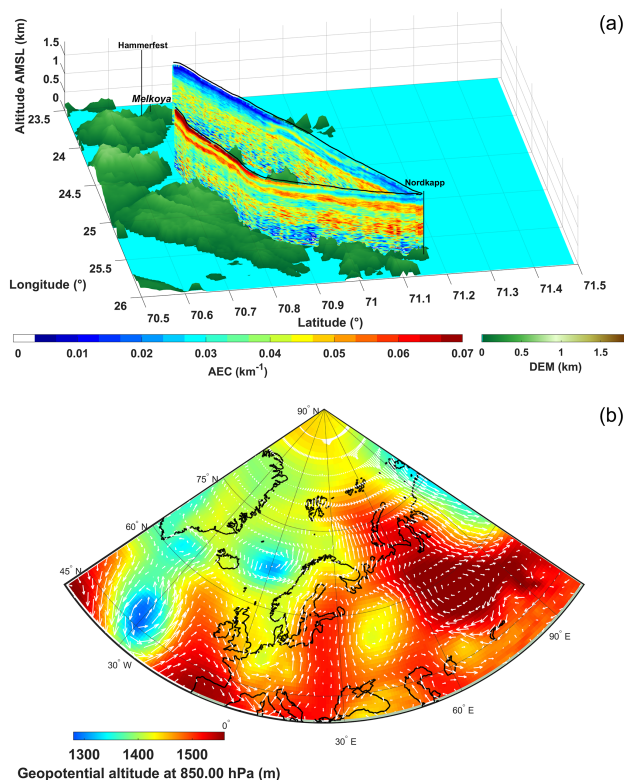 (a)
Altitude AMSL (km)
1.5
1
0.5
0
Hammerfest
Melkoya
Nordkapp
23.5
24
24.5
25
25.5
26
Longitude (°)
70.5 70.6 70.7 70.8 70.9 71 71.1 71.2 71.3 71.4 71.5
Latitude (°)
0 0.01 0.02 0.03 0.04 0.05 0.06 0.07
AEC (km-1)
0 0.5 1 1.5
DEM (km)
(b)
90° N
75° N
60° N
45° N
30° W
0°
30° E
60° E
90° E
1300 1400 1500
Geopotential altitude at 850.00 hPa (m)